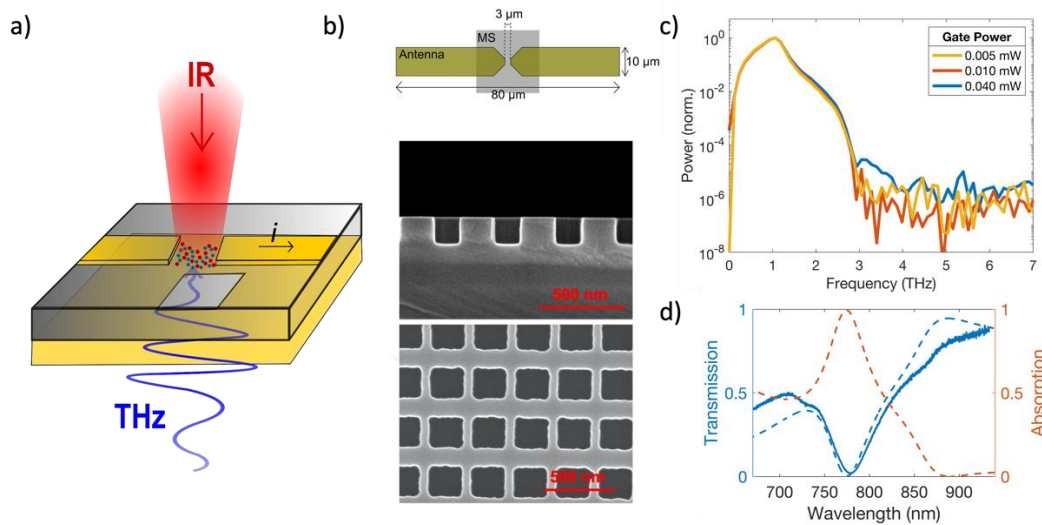 a)
IR
i
THz
b)
3 µm
MS
Antenna
10 µm
80 µm
500 nm
500 nm
c)
Power (norm.)
10⁰
10⁻²
10⁻⁴
10⁻⁶
10⁻⁸
Gate Power
0.005 mW
0.010 mW
0.040 mW
0 1 2 3 4 5 6 7
Frequency (THz)
d)
Transmission
1
0.5
0
1
0.5
0
Absorption
700 750 800 850 900
Wavelength (nm)